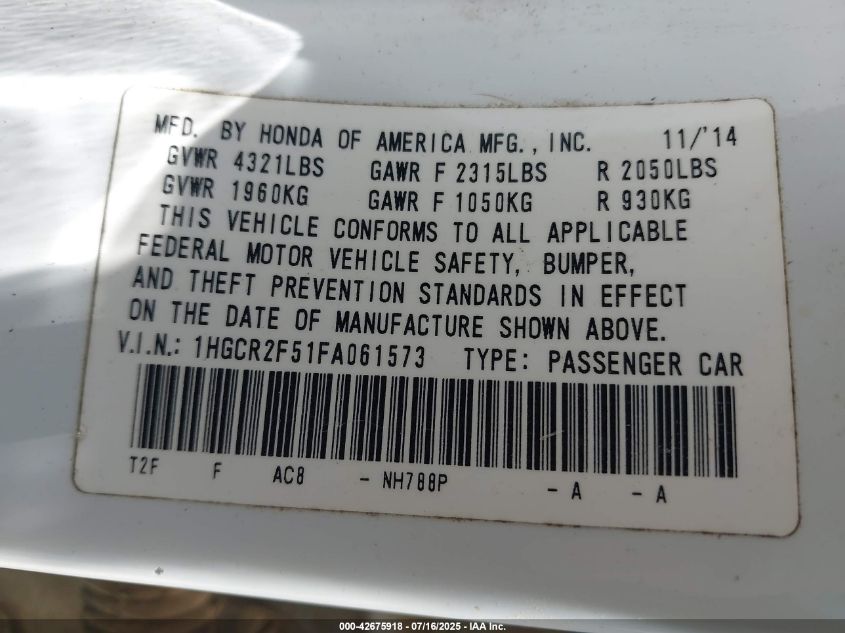 MFD. BY HONDA OF AMERICA MFG., INC. 11/'14
GVWR 4321LBS GAWR F 2315LBS R 2050LBS
GVWR 1960KG GAWR F 1050KG R 930KG
THIS VEHICLE CONFORMS TO ALL APPLICABLE
FEDERAL MOTOR VEHICLE SAFETY, BUMPER,
AND THEFT PREVENTION STANDARDS IN EFFECT
ON THE DATE OF MANUFACTURE SHOWN ABOVE.
V.I.N.: 1HGCR2F51FA061573 TYPE: PASSENGER CAR
T2F F AC8 - NH788P - A - A
000-42675918 - 07/16/2025 - IAA Inc.